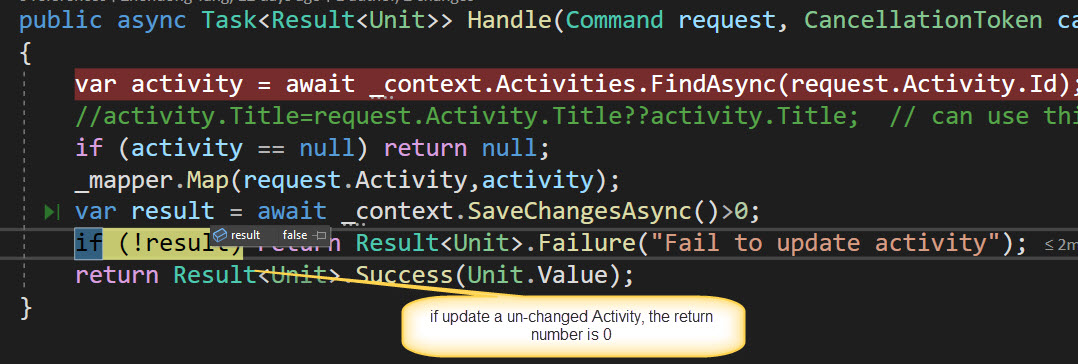 public async Task<Result<Unit>> Handle(Command request, CancellationToken ca
{
var activity = await _context.Activities.FindAsync(request.Activity.Id);
//activity.Title=request.Activity.Title??activity.Title; // can use thi
if (activity == null) return null;
_mapper.Map(request.Activity,activity);
var result = await _context.SaveChangesAsync()>0;
if (!result) return Result<Unit>.Failure("Fail to update activity"); ≤ 2m
result false
return Result<Unit>.Success(Unit.Value);
}
if update a un-changed Activity, the return
number is 0